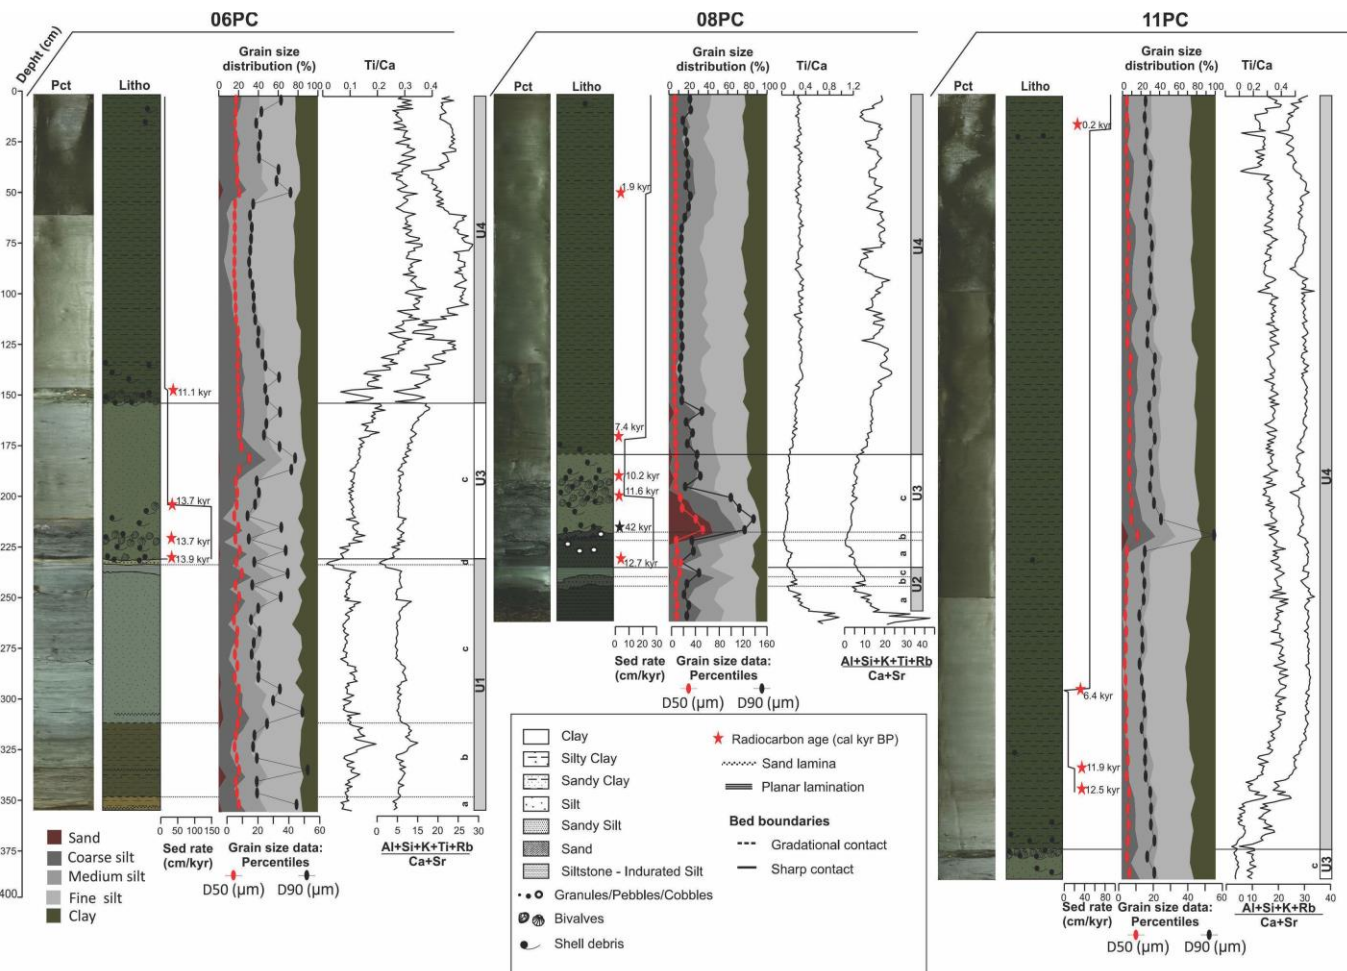 06PC
08PC
11PC
Depht (cm)
Pct
Litho
Grain size
distribution (%)
Ti/Ca
Pct
Litho
Grain size
distribution (%)
Ti/Ca
Pct
Litho
Grain size
distribution (%)
Ti/Ca
0 20 40 60 80 100
0 0,1 0,2 0,3 0,4
0 20 40 60 80 100
0 0,4 0,8 1,2
0 20 40 60 80 100
0 0,2 0,4
0
25
50
75
100
125
150
175
200
225
250
275
300
325
350
375
400
11.1 kyr
13.7 kyr
13.7 kyr
13.9 kyr
U4
U3
c
d
U1
c
b
a
1.9 kyr
7.4 kyr
10.2 kyr
11.6 kyr
42 kyr
12.7 kyr
U4
U3
c
b
a
U2
c
b
a
0.2 kyr
6.4 kyr
11.9 kyr
12.5 kyr
U4
U3
c
0 50 100 150
Sed rate
(cm/kyr)
0 20 40 60
Grain size data:
Percentiles
D50 (µm)
D90 (µm)
0 5 10 15 20 25 30
Al+Si+K+Ti+Rb
Ca+Sr
0 10 20 30
Sed rate
(cm/kyr)
0 40 80 120 160
Grain size data:
Percentiles
D50 (µm)
D90 (µm)
0 10 20 30 40
Al+Si+K+Ti+Rb
Ca+Sr
0 40 80
Sed rate
(cm/kyr)
0 20 40 60
Grain size data:
Percentiles
D50 (µm)
D90 (µm)
0 10 20 30 40
Al+Si+K+Rb
Ca+Sr
Sand
Coarse silt
Medium silt
Fine silt
Clay
Clay
Silty Clay
Sandy Clay
Silt
Sandy Silt
Sand
Siltstone - Indurated Silt
Granules/Pebbles/Cobbles
Bivalves
Shell debris
Radiocarbon age (cal kyr BP)
Sand lamina
Planar lamination
Bed boundaries
Gradational contact
Sharp contact